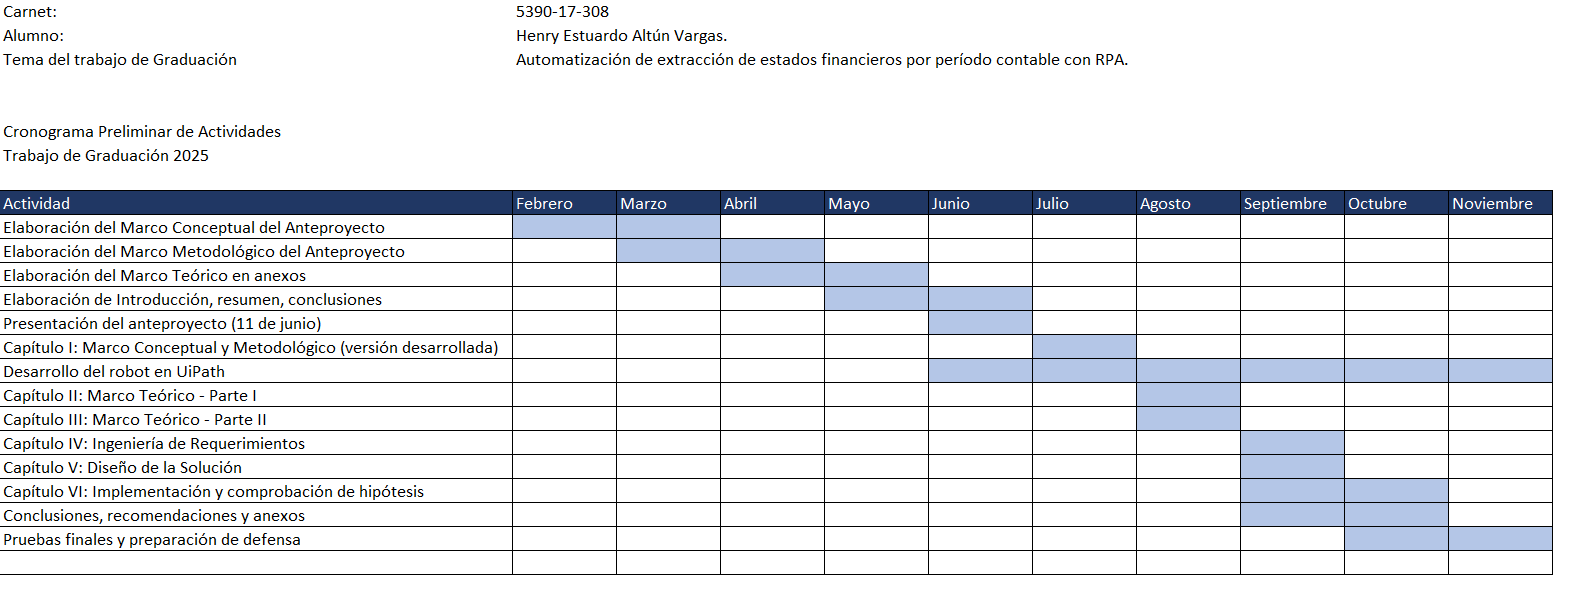 Carnet: 5390-17-308
Alumno: Henry Estuardo Altún Vargas.
Tema del trabajo de Graduación Automatización de extracción de estados financieros por período contable con RPA.
Cronograma Preliminar de Actividades
Trabajo de Graduación 2025
Actividad Febrero Marzo Abril Mayo Junio Julio Agosto Septiembre Octubre Noviembre
Elaboración del Marco Conceptual del Anteproyecto
Elaboración del Marco Metodológico del Anteproyecto
Elaboración del Marco Teórico en anexos
Elaboración de Introducción, resumen, conclusiones
Presentación del anteproyecto (11 de junio)
Capítulo I: Marco Conceptual y Metodológico (versión desarrollada)
Desarrollo del robot en UiPath
Capítulo II: Marco Teórico - Parte I
Capítulo III: Marco Teórico - Parte II
Capítulo IV: Ingeniería de Requerimientos
Capítulo V: Diseño de la Solución
Capítulo VI: Implementación y comprobación de hipótesis
Conclusiones, recomendaciones y anexos
Pruebas finales y preparación de defensa